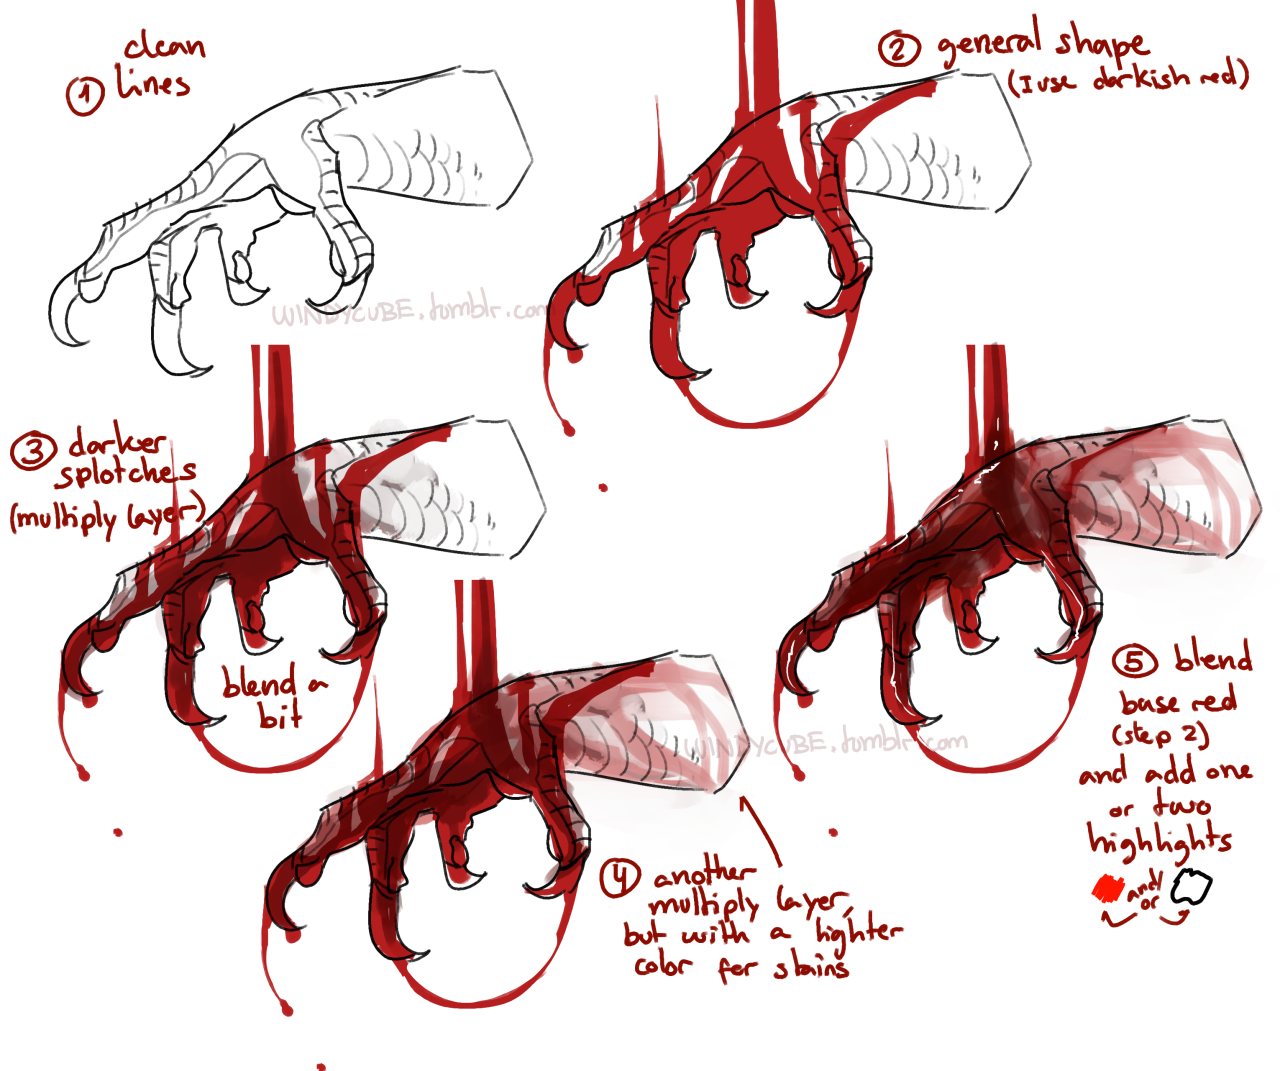 1 clean
lines
2 general shape
(I use darkish red)
WINDYCUBE.tumblr.com
3 darker
splotches
(multiply layer)
blend a
bit
4 another
multiply layer,
but with a lighter
color for stains
WINDYCUBE.tumblr.com
5 blend
base red
(step 2)
and add one
or two
highlights
and/
or